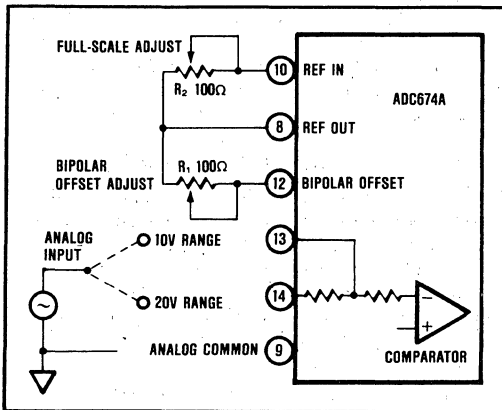 FULL-SCALE ADJUST
R2 100Ω
10 REF IN
ADC674A
8 REF OUT
BIPOLAR OFFSET ADJUST
R1 100Ω
12 BIPOLAR OFFSET
ANALOG INPUT
10V RANGE
13
20V RANGE
14
−
+
ANALOG COMMON 9
COMPARATOR